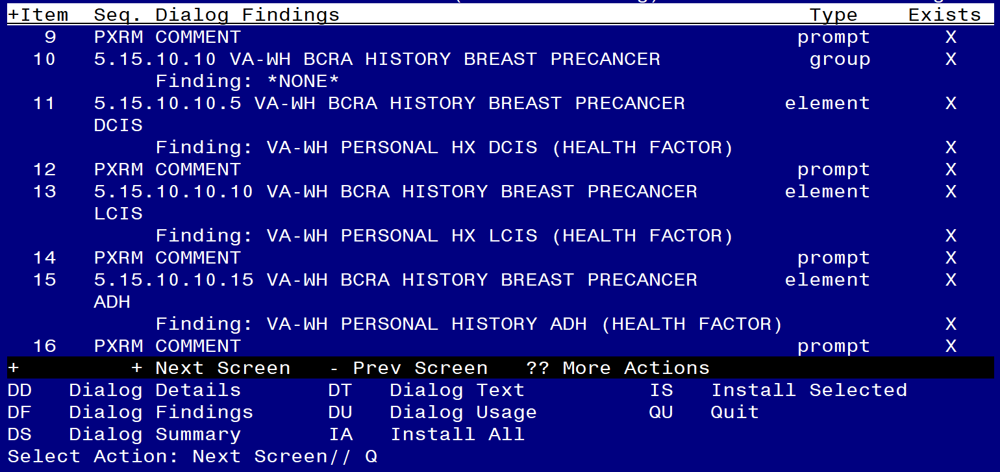 +Item Seq. Dialog Findings Type Exists
9 PXRM COMMENT prompt X
10 5.15.10.10 VA-WH BCRA HISTORY BREAST PRECANCER group X
Finding: *NONE*
11 5.15.10.10.5 VA-WH BCRA HISTORY BREAST PRECANCER element X
DCIS
Finding: VA-WH PERSONAL HX DCIS (HEALTH FACTOR) X
12 PXRM COMMENT prompt X
13 5.15.10.10.10 VA-WH BCRA HISTORY BREAST PRECANCER element X
LCIS
Finding: VA-WH PERSONAL HX LCIS (HEALTH FACTOR) X
14 PXRM COMMENT prompt X
15 5.15.10.10.15 VA-WH BCRA HISTORY BREAST PRECANCER element X
ADH
Finding: VA-WH PERSONAL HISTORY ADH (HEALTH FACTOR) X
16 PXRM COMMENT prompt X
+ + Next Screen - Prev Screen ?? More Actions
DD Dialog Details DT Dialog Text IS Install Selected
DF Dialog Findings DU Dialog Usage QU Quit
DS Dialog Summary IA Install All
Select Action: Next Screen// Q